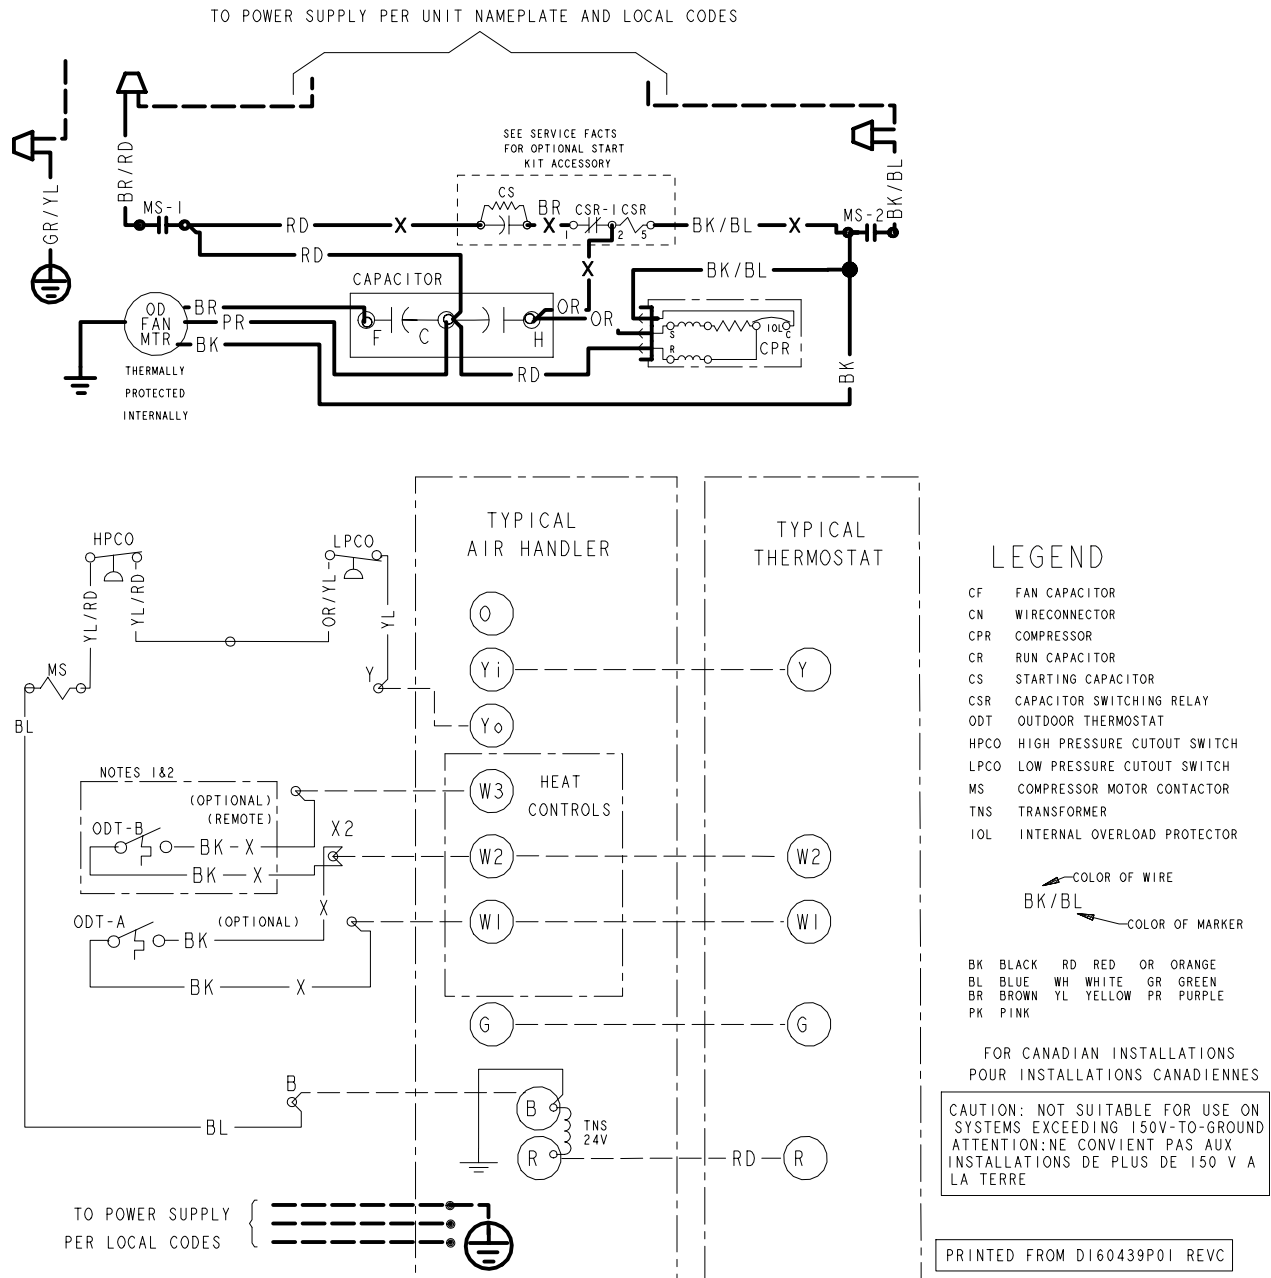 TO POWER SUPPLY PER UNIT NAMEPLATE AND LOCAL CODES
SEE SERVICE FACTS
FOR OPTIONAL START
KIT ACCESSORY
BR/RD
GR/YL
BK/BL
MS-1
CS
BR
CSR-1
CSR
MS-2
RD
X
X
1
2
5
BK/BL
X
RD
X
BK/BL
CAPACITOR
OD
FAN
MTR
BR
PR
BK
F
C
H
OR
OR
S
R
IOL
C
CPR
RD
BK
THERMALLY
PROTECTED
INTERNALLY
TYPICAL
AIR HANDLER
TYPICAL
THERMOSTAT
HPCO
LPCO
YL/RD
YL/RD
OR/YL
YL
MS
Y
BL
O
Yi
Y
Yo
NOTES 1&2
(OPTIONAL)
(REMOTE)
ODT-B
BK-X
BK
X
X2
W3
HEAT
CONTROLS
W2
W2
X
ODT-A
(OPTIONAL)
BK
BK
X
W1
W1
G
G
B
BL
B
TNS
24V
R
RD
R
TO POWER SUPPLY
PER LOCAL CODES
LEGEND
CF FAN CAPACITOR
CN WIRECONNECTOR
CPR COMPRESSOR
CR RUN CAPACITOR
CS STARTING CAPACITOR
CSR CAPACITOR SWITCHING RELAY
ODT OUTDOOR THERMOSTAT
HPCO HIGH PRESSURE CUTOUT SWITCH
LPCO LOW PRESSURE CUTOUT SWITCH
MS COMPRESSOR MOTOR CONTACTOR
TNS TRANSFORMER
IOL INTERNAL OVERLOAD PROTECTOR
COLOR OF WIRE
BK/BL
COLOR OF MARKER
BK BLACK RD RED OR ORANGE
BL BLUE WH WHITE GR GREEN
BR BROWN YL YELLOW PR PURPLE
PK PINK
FOR CANADIAN INSTALLATIONS
POUR INSTALLATIONS CANADIENNES
CAUTION: NOT SUITABLE FOR USE ON
SYSTEMS EXCEEDING 150V-TO-GROUND
ATTENTION:NE CONVIENT PAS AUX
INSTALLATIONS DE PLUS DE 150 V A
LA TERRE
PRINTED FROM D160439P01 REVC